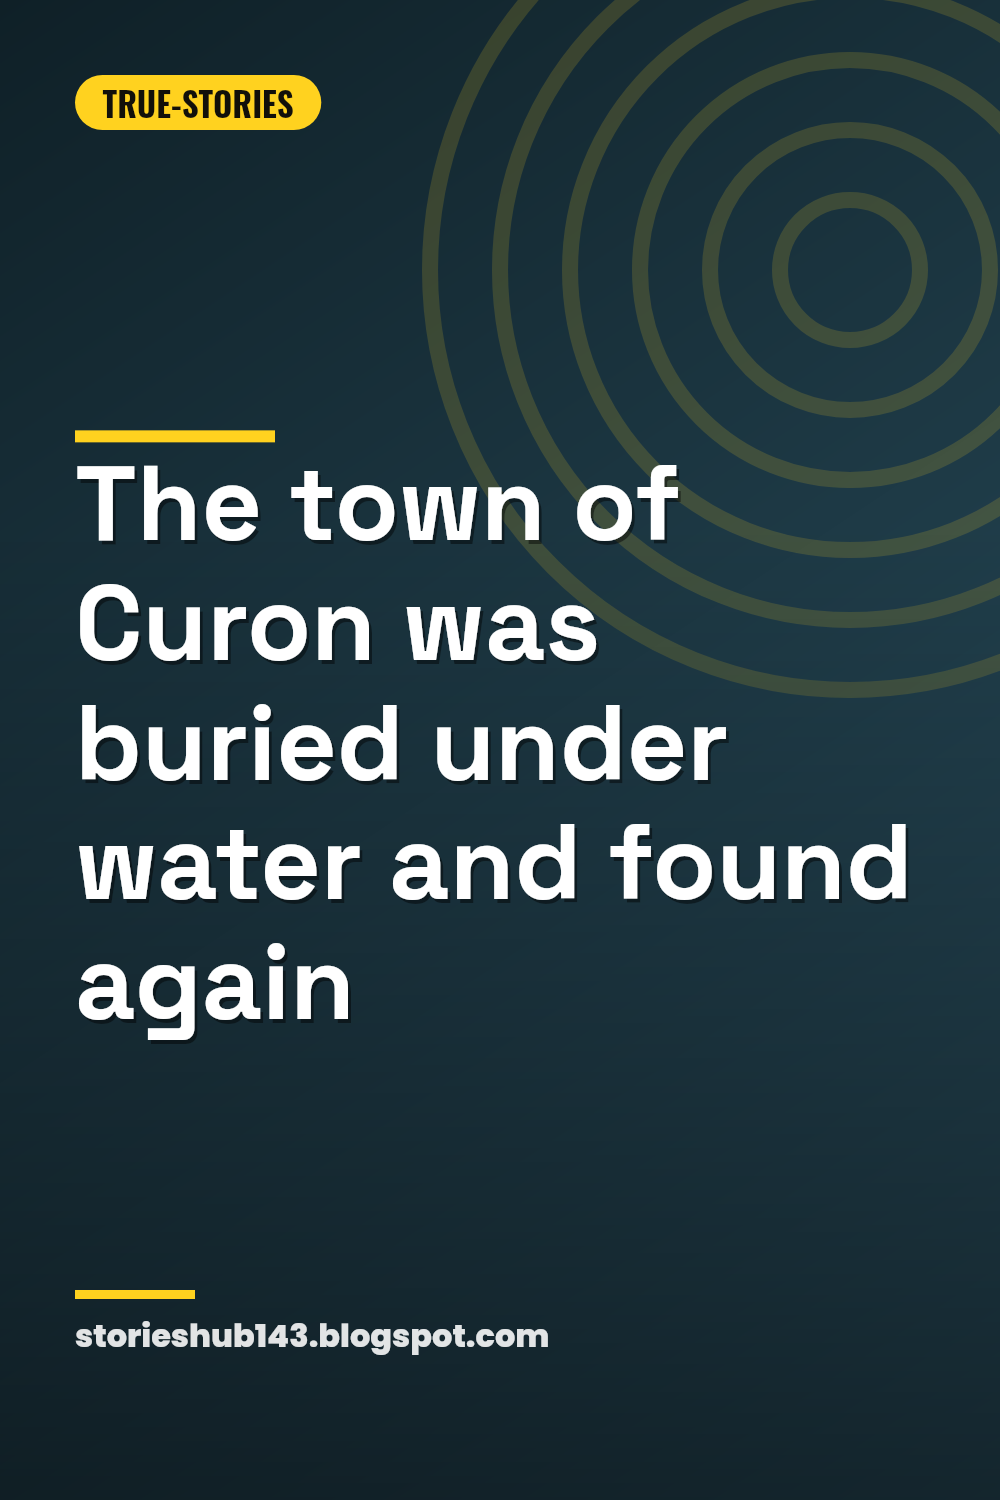 TRUE-STORIES
The town of
Curon was
buried under
water and found
again
storieshub143.blogspot.com